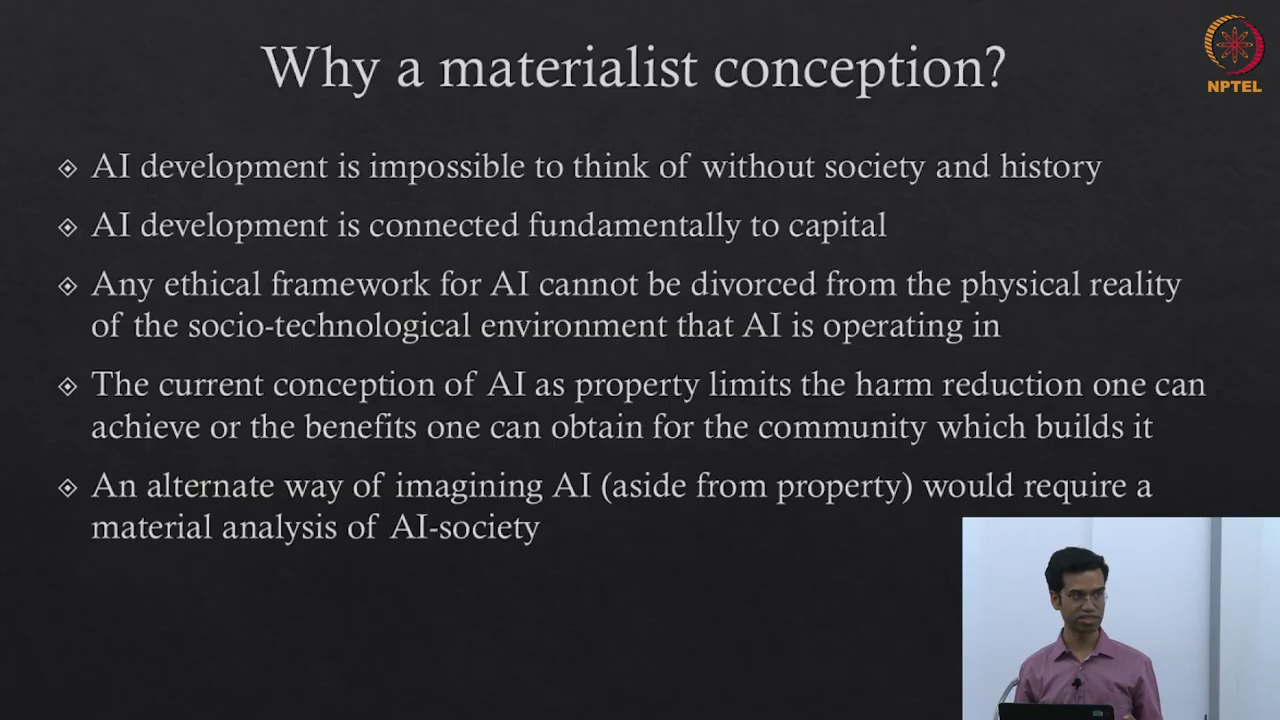 Why a materialist conception?
NPTEL
AI development is impossible to think of without society and history
AI development is connected fundamentally to capital
Any ethical framework for AI cannot be divorced from the physical reality
of the socio-technological environment that AI is operating in
The current conception of AI as property limits the harm reduction one can
achieve or the benefits one can obtain for the community which builds it
An alternate way of imagining AI (aside from property) would require a
material analysis of AI-society